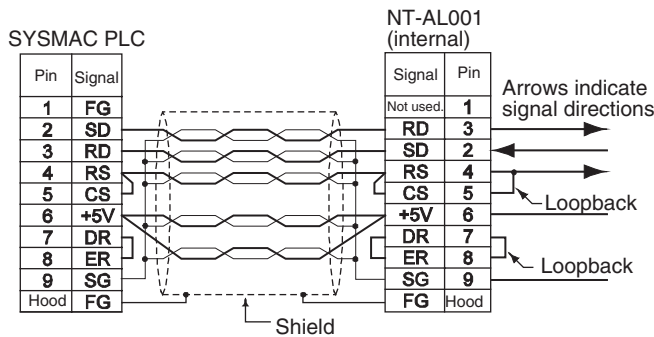 SYSMAC PLC
Pin Signal
1 FG
2 SD
3 RD
4 RS
5 CS
6 +5V
7 DR
8 ER
9 SG
Hood FG
Shield
NT-AL001
(internal)
Signal Pin
Not used. 1
RD 3
SD 2
RS 4
CS 5
+5V 6
DR 7
ER 8
SG 9
FG Hood
Arrows indicate
signal directions
Loopback
Loopback